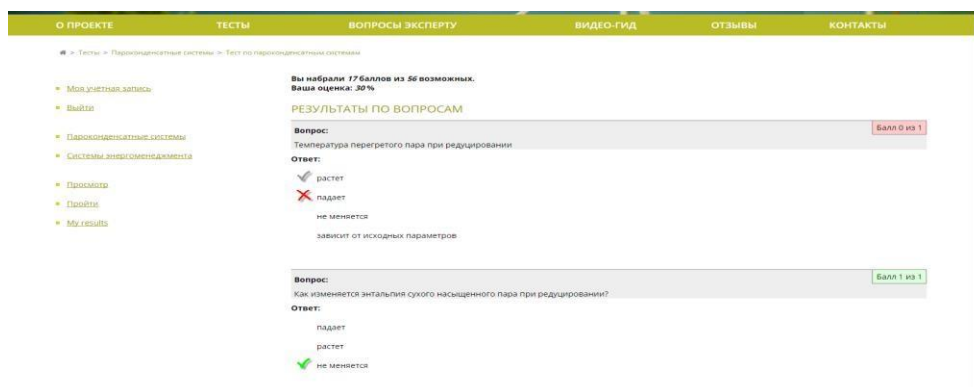 О ПРОЕКТЕ ТЕСТЫ ВОПРОСЫ ЭКСПЕРТУ ВИДЕО-ГИД ОТЗЫВЫ КОНТАКТЫ
» Тесты » Пароконденсатные системы » Тест по пароконденсатным системам
Моя учётная запись
Выйти
Пароконденсатные системы
Системы энергоменеджмента
Просмотр
Пройти
My results
Вы набрали 17 баллов из 56 возможных.
Ваша оценка: 30 %
РЕЗУЛЬТАТЫ ПО ВОПРОСАМ
Вопрос:
Балл 0 из 1
Температура перегретого пара при редуцировании
Ответ:
растет
падает
не меняется
зависит от исходных параметров
Вопрос:
Балл 1 из 1
Как изменяется энтальпия сухого насыщенного пара при редуцировании?
Ответ:
падает
растет
не меняется